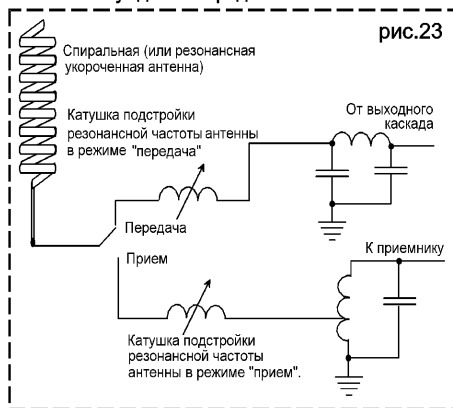 рис.23
Спиральная (или резонансная
укороченная антенна)
Катушка подстройки
резонансной частоты антенны
в режиме "передача"
От выходного
каскада
Передача
Прием
К приемнику
Катушка подстройки
резонансной частоты
антенны в режиме "прием".